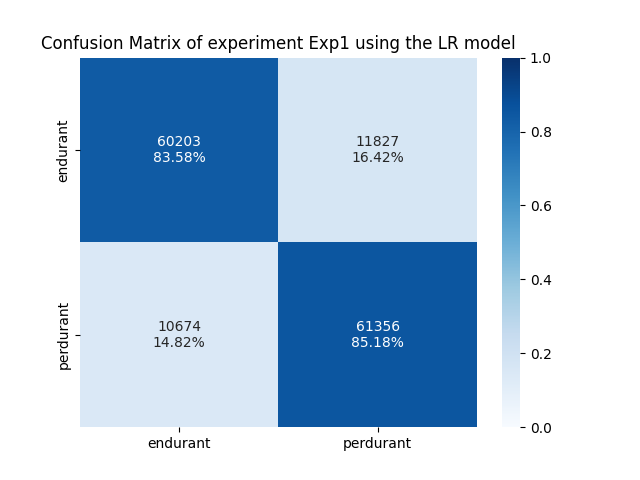 Confusion Matrix of experiment Exp1 using the LR model
endurant
60203
83.58%
11827
16.42%
perdurant
10674
14.82%
61356
85.18%
endurant
perdurant
1.0
0.8
0.6
0.4
0.2
0.0